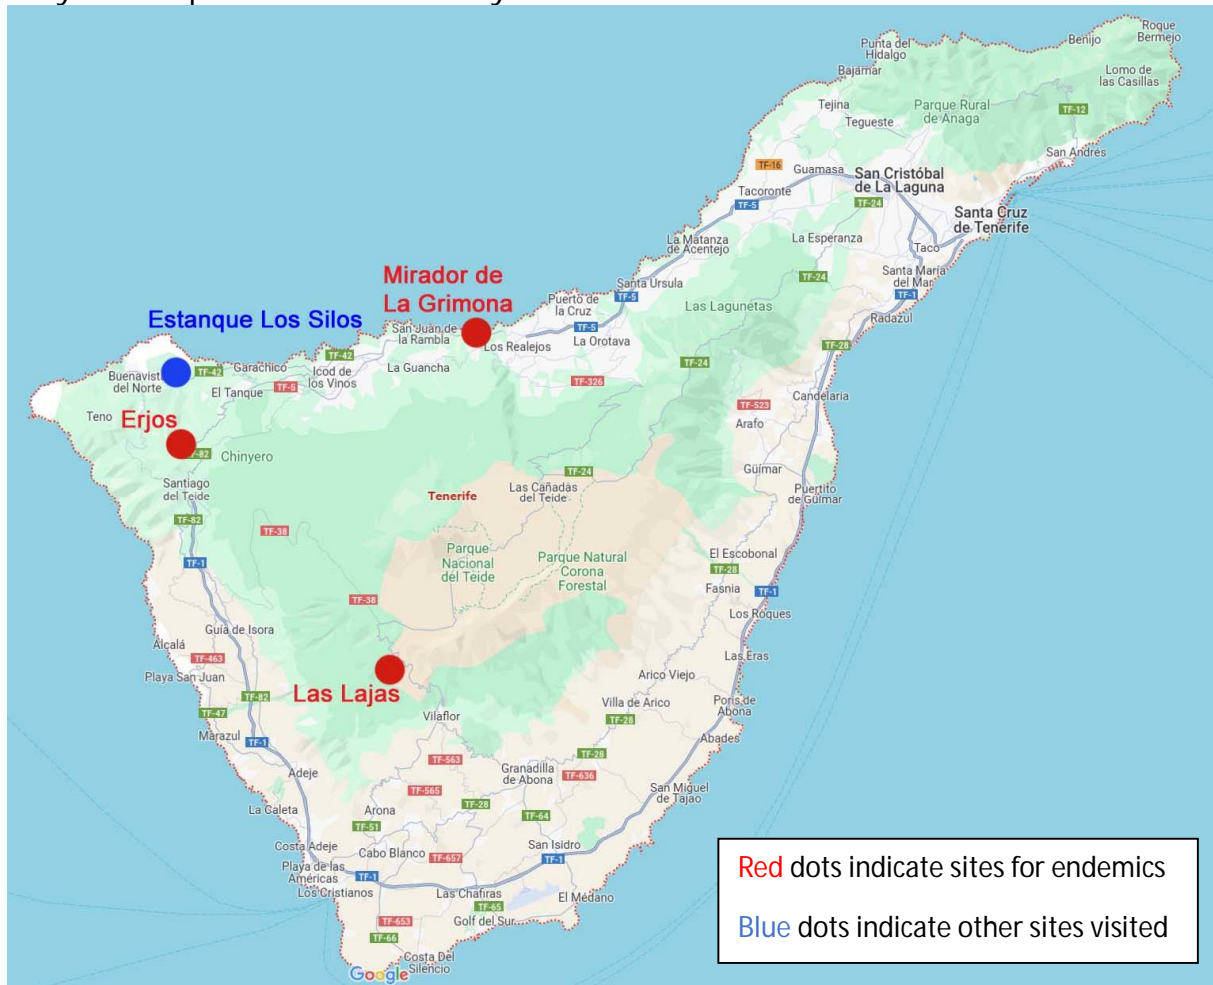 Roque
Bermejo
Benijo
Punta del
Hidalgo
Bajamar
Lomo de
las Casillas
Tejina
Parque Rural
de Anaga
TF-12
Tegueste
San Andrés
TF-16
Guamasa
San Cristóbal
de La Laguna
Tacoronte
TF-5
TF-24
Santa Cruz
de Tenerife
La Matanza
de Acentejo
La Esperanza
Taco
Mirador de
La Grimona
Santa María
del Mar
TF-24
TF-1
Santa Úrsula
Puerto de
la Cruz
TF-5
Las Lagunetas
Radazul
Estanque Los Silos
San Juan de
la Rambla
TF-5
Los Realejos
La Orotava
TF-28
TF-42
Garachico
Icod de
los Vinos
La Guancha
TF-24
Buenavista
del Norte
TF-42
El Tanque
TF-5
TF-326
Candelaria
TF-523
Arafo
Teno
Erjos
TF-82
Chinyero
Güímar
TF-24
Santiago
del Teide
Tenerife
Las Cañadas
del Teide
Puertito
de Güímar
TF-82
TF-38
Parque
Nacional
del Teide
Parque Natural
Corona
Forestal
El Escobonal
TF-1
TF-28
Fasnia
TF-1
TF-38
Los Roques
Guía de Isora
Alcalá
TF-463
Las Eras
Playa San Juan
Las Lajas
Arico Viejo
TF-82
Villa de Arico
Porís de
Abona
TF-47
Vilaflor
TF-28
Marazul
TF-1
Abades
TF-563
TF-28
Adeje
Granadilla
de Abona
TF-636
TF-565
San Miguel
de Tajao
La Caleta
Arona
TF-28
TF-64
TF-51
Costa Adeje
Cabo Blanco
TF-657
San Isidro
TF-1
Playa de las
Américas
TF-1
Los Cristianos
Las Chafiras
El Médano
TF-65
TF-653
Golf del Sur
TF-66
Costa Del
Silencio
Google
Red dots indicate sites for endemics
Blue dots indicate other sites visited